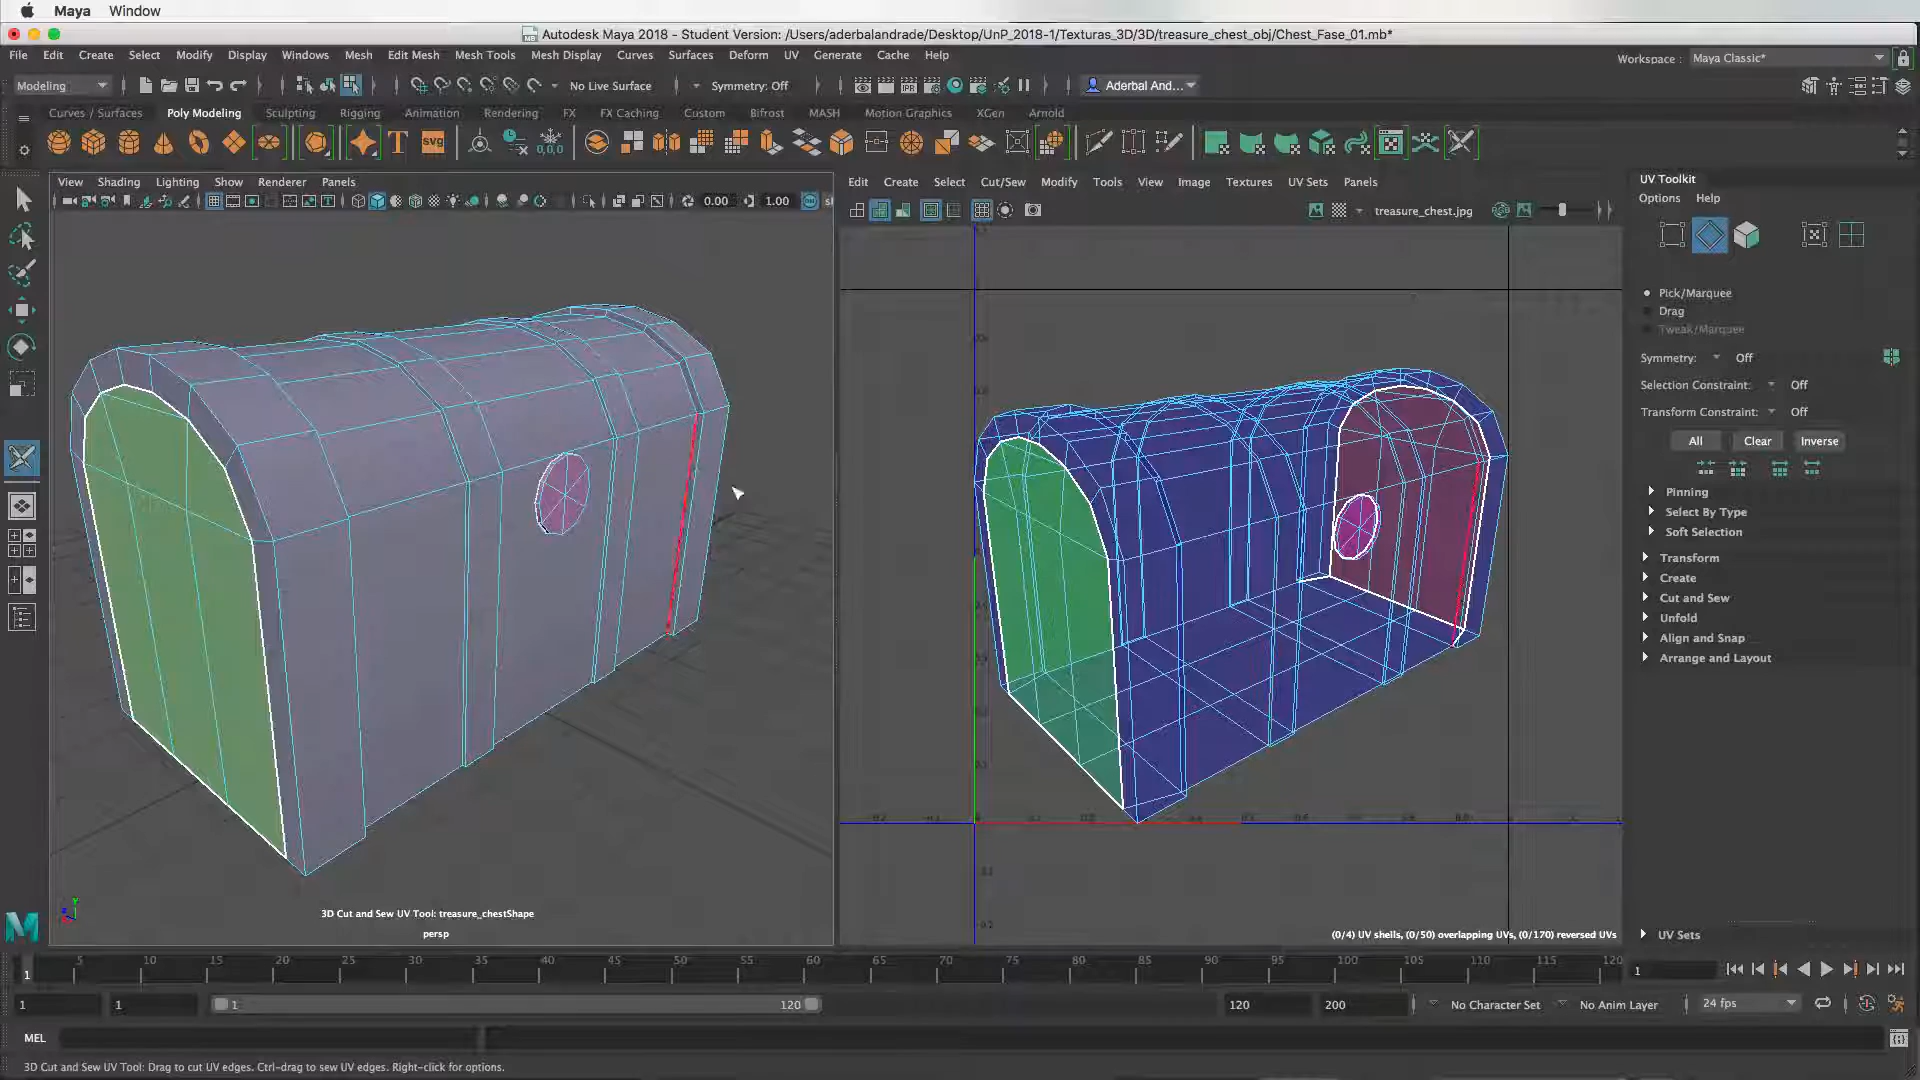 Maya Window
Autodesk Maya 2018 - Student Version: /Users/aderbalandrade/Desktop/UnP_2018-1/Texturas_3D/3D/treasure_chest_obj/Chest_Fase_01.mb*
File Edit Create Select Modify Display Windows Mesh Edit Mesh Mesh Tools Mesh Display Curves Surfaces Deform UV Generate Cache Help
Workspace : Maya Classic*
Modeling No Live Surface Symmetry: Off IPR Aderbal And...
Curves / Surfaces Poly Modeling Sculpting Rigging Animation Rendering FX FX Caching Custom Bifrost MASH Motion Graphics XGen Arnold
T SVG 0,0,0
View Shading Lighting Show Renderer Panels
0.00 1.00
Edit Create Select Cut/Sew Modify Tools View Image Textures UV Sets Panels
treasure_chest.jpg
UV Toolkit
Options Help
Pick/Marquee
Drag
Tweak/Marquee
Symmetry: Off
Selection Constraint: Off
Transform Constraint: Off
All Clear Inverse
Pinning
Select By Type
Soft Selection
Transform
Create
Cut and Sew
Unfold
Align and Snap
Arrange and Layout
UV Sets
3D Cut and Sew UV Tool: treasure_chestShape
persp
(0/4) UV shells, (0/50) overlapping UVs, (0/170) reversed UVs
1 5 10 15 20 25 30 35 40 45 50 55 60 65 70 75 80 85 90 95 100 105 110 115 120
1
1 1 1 120 120 200 No Character Set No Anim Layer 24 fps
MEL
3D Cut and Sew UV Tool: Drag to cut UV edges. Ctrl-drag to sew UV edges. Right-click for options.